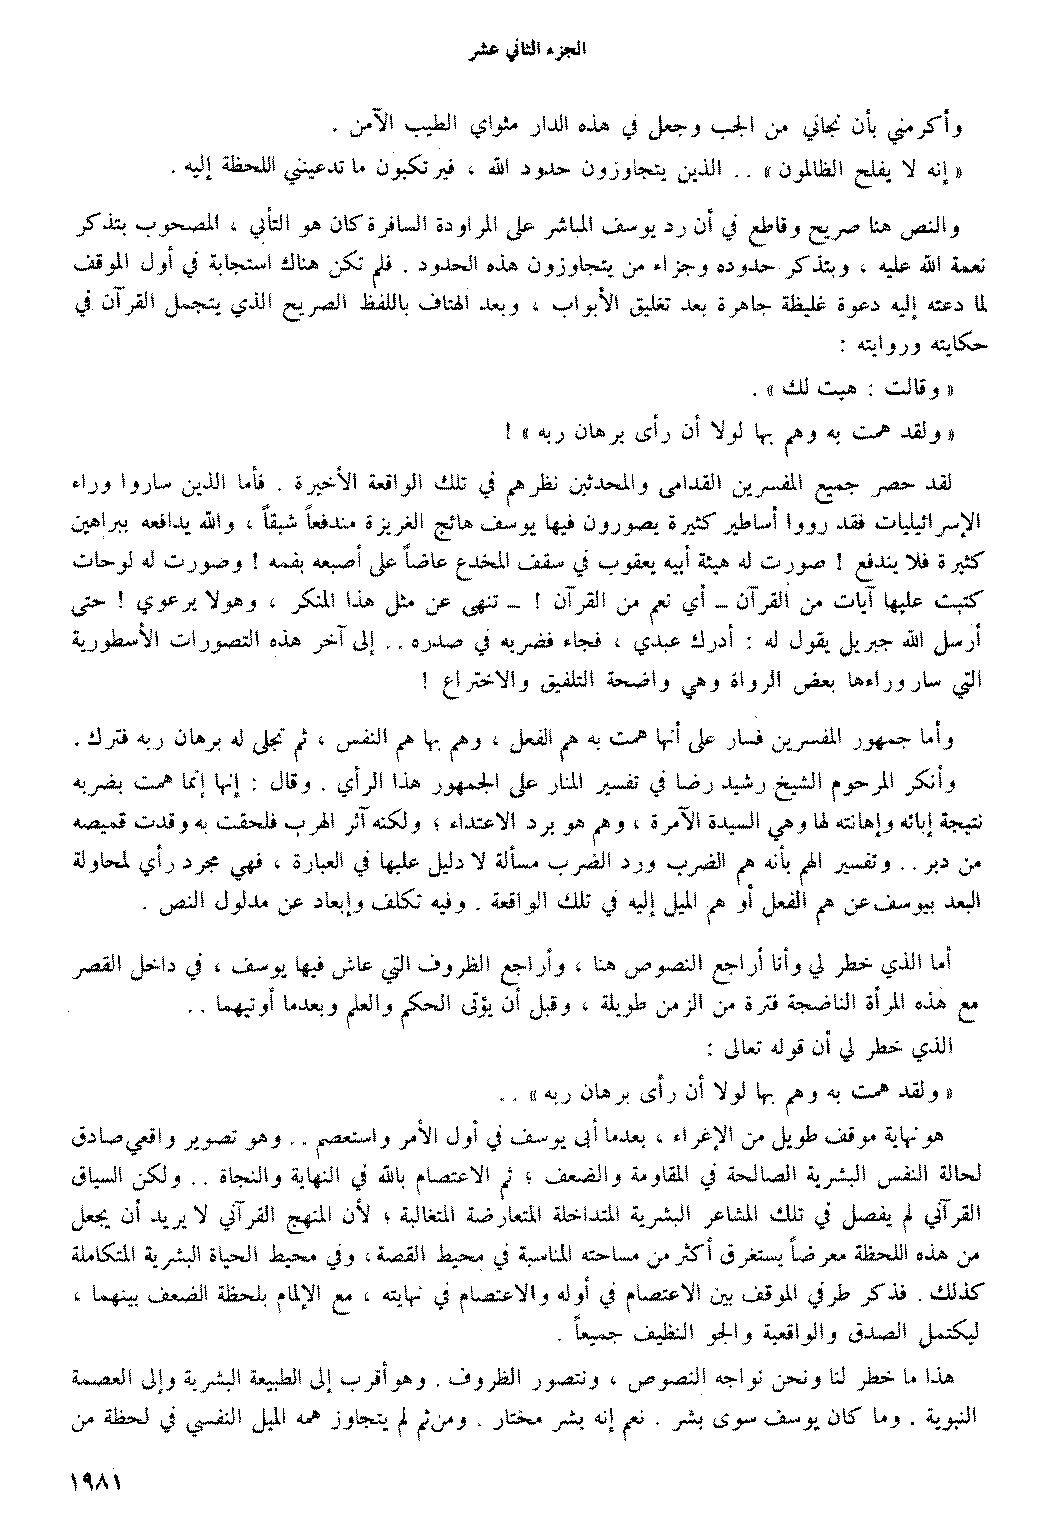 الجزء الثاني عشر
وأكرمني بأن نجاني من الجب وجعل في هذه الدار مثواي الطيب الآمن .
« إنه لا يفلح الظالمون » .. الذين يتجاوزون حدود الله ، فيرتكبون ما تدعينني اللحظة إليه .
والنص هنا صريح وقاطع في أن رد يوسف المباشر على المراودة السافرة كان هو التأبي ، المصحوب بتذكر
نعمة الله عليه ، وبتذكر حدوده وجزاء من يتجاوزون هذه الحدود . فلم تكن هناك استجابة في أول الموقف
لما دعته إليه دعوة غليظة جاهرة بعد تغليق الأبواب ، وبعد الهتاف باللفظ الصريح الذي يتجمل القرآن في
حكايته وروايته :
« وقالت : هيت لك » .
« ولقد همت به وهم بها لولا أن رأى برهان ربه » !
لقد حصر جميع المفسرين القدامى والمحدثين نظرهم في تلك الواقعة الأخيرة . فأما الذين ساروا وراء
الإسرائيليات فقد رووا أساطير كثيرة يصورون فيها يوسف هائج الغريزة مندفعاً شبقاً ، والله يدافعه ببراهين
كثيرة فلا يندفع ! صورت له هيئة أبيه يعقوب في سقف المخدع عاضاً على أصبعه بفمه ! وصورت له لوحات
كتبت عليها آيات من القرآن – أي نعم من القرآن ! – تنهى عن مثل هذا المنكر ، وهولا يرعوي ! حتى
أرسل الله جبريل يقول له : أدرك عبدي ، فجاء فضربه في صدره .. إلى آخر هذه التصورات الأسطورية
التي سار وراءها بعض الرواة وهي واضحة التلفيق والاختراع !
وأما جمهور المفسرين فسار على أنها همت به هم الفعل ، وهم بها هم النفس ، ثم تجلى له برهان ربه فترك .
وأنكر المرحوم الشيخ رشيد رضا في تفسير المنار على الجمهور هذا الرأي . وقال : إنها إنما همت بضربه
نتيجة إبائه وإهانته لها وهي السيدة الآمرة ، وهم هو برد الاعتداء ؛ ولكنه آثر الهرب فلحقت به وقدت قميصه
من دبر .. وتفسير الهم بأنه هم الضرب ورد الضرب مسألة لا دليل عليها في العبارة ، فهي مجرد رأي لمحاولة
البعد بيوسف عن هم الفعل أو هم الميل إليه في تلك الواقعة . وفيه تكلف وإبعاد عن مدلول النص .
أما الذي خطر لي وأنا أراجع النصوص هنا ، وأراجع الظروف التي عاش فيها يوسف ، في داخل القصر
مع هذه المرأة الناضجة فترة من الزمن طويلة ، وقبل أن يؤتى الحكم والعلم وبعدما أوتيهما ..
الذي خطر لي أن قوله تعالى :
« ولقد همت به وهم بها لولا أن رأى برهان ربه » ..
هو نهاية موقف طويل من الإغراء ، بعدما أبى يوسف في أول الأمر واستعصم .. وهو تصوير واقعي صادق
لحالة النفس البشرية الصالحة في المقاومة والضعف ؛ ثم الاعتصام بالله في النهاية والنجاة .. ولكن السياق
القرآني لم يفصل في تلك المشاعر البشرية المتداخلة المتعارضة المتغالبة ؛ لأن المنهج القرآني لا يريد أن يجعل
من هذه اللحظة معرضاً يستغرق أكثر من مساحته المناسبة في محيط القصة ، وفي محيط الحياة البشرية المتكاملة
كذلك . فذكر طرفي الموقف بين الاعتصام في أوله والاعتصام في نهايته ، مع الإلمام بلحظة الضعف بينهما ،
ليكتمل الصدق والواقعية والجو النظيف جميعاً .
هذا ما خطر لنا ونحن نواجه النصوص ، ونتصور الظروف . وهو أقرب إلى الطبيعة البشرية وإلى العصمة
النبوية . وما كان يوسف سوى بشر . نعم إنه بشر مختار . ومن ثم لم يتجاوز همه الميل النفسي في لحظة من
١٩٨١